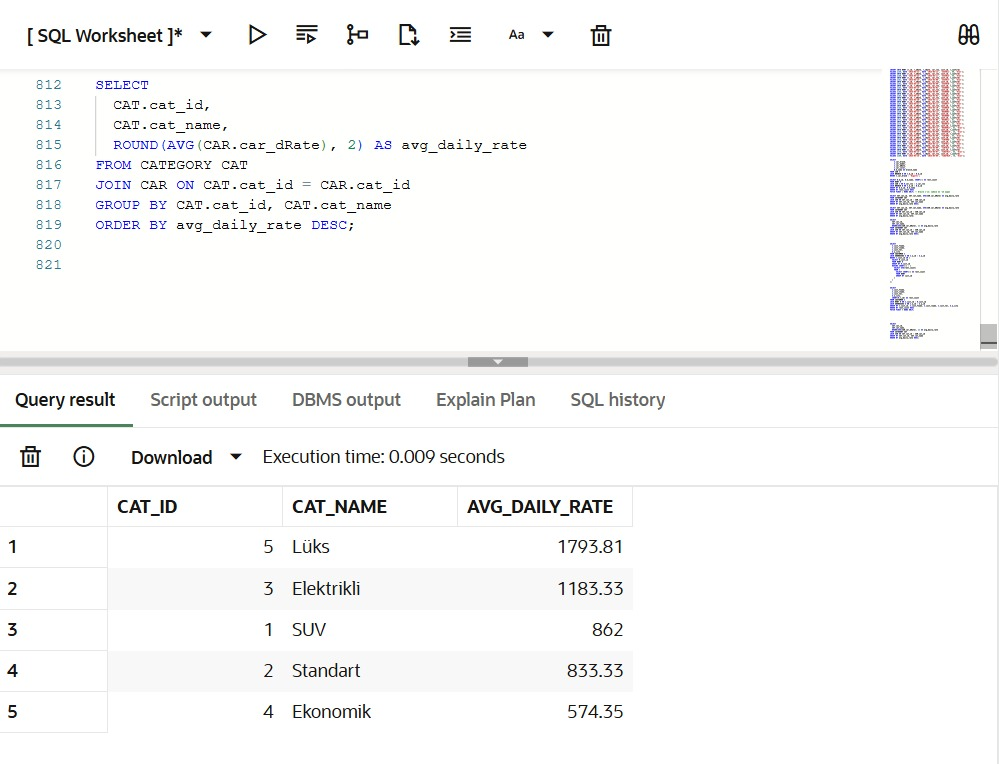 [ SQL Worksheet ]*
Aa
812 SELECT
813 CAT.cat_id,
814 CAT.cat_name,
815 ROUND(AVG(CAR.car_dRate), 2) AS avg_daily_rate
816 FROM CATEGORY CAT
817 JOIN CAR ON CAT.cat_id = CAR.cat_id
818 GROUP BY CAT.cat_id, CAT.cat_name
819 ORDER BY avg_daily_rate DESC;
820
821
Query result Script output DBMS output Explain Plan SQL history
Download Execution time: 0.009 seconds
CAT_ID CAT_NAME AVG_DAILY_RATE
1 5 Lüks 1793.81
2 3 Elektrikli 1183.33
3 1 SUV 862
4 2 Standart 833.33
5 4 Ekonomik 574.35